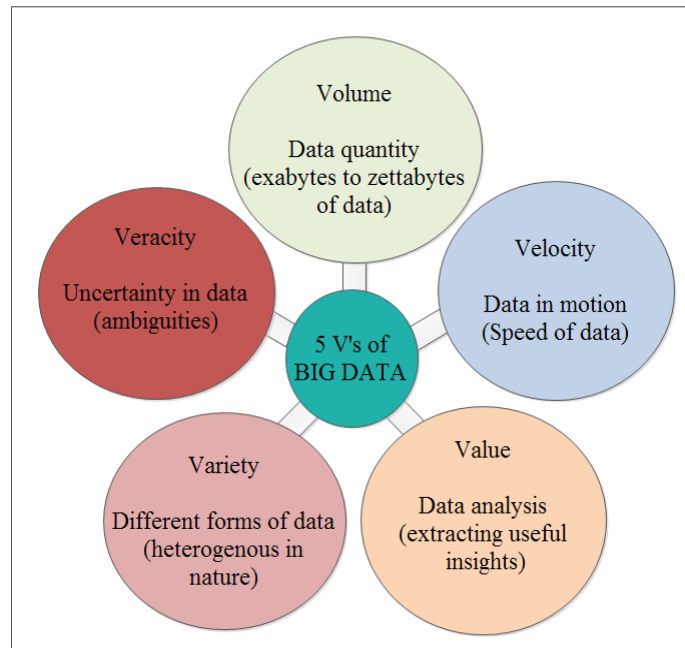 Volume
Data quantity
(exabytes to zettabytes
of data)
Velocity
Data in motion
(Speed of data)
Value
Data analysis
(extracting useful
insights)
Variety
Different forms of data
(heterogenous in
nature)
Veracity
Uncertainty in data
(ambiguities)
5 V's of
BIG DATA